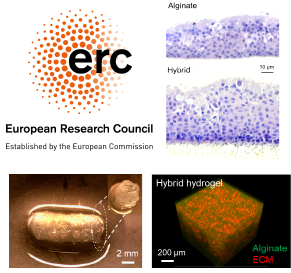 erc
European Research Council
Established by the European Commission
Alginate
10 µm
Hybrid
2 mm
Hybrid hydrogel
200 µm
Alginate
ECM